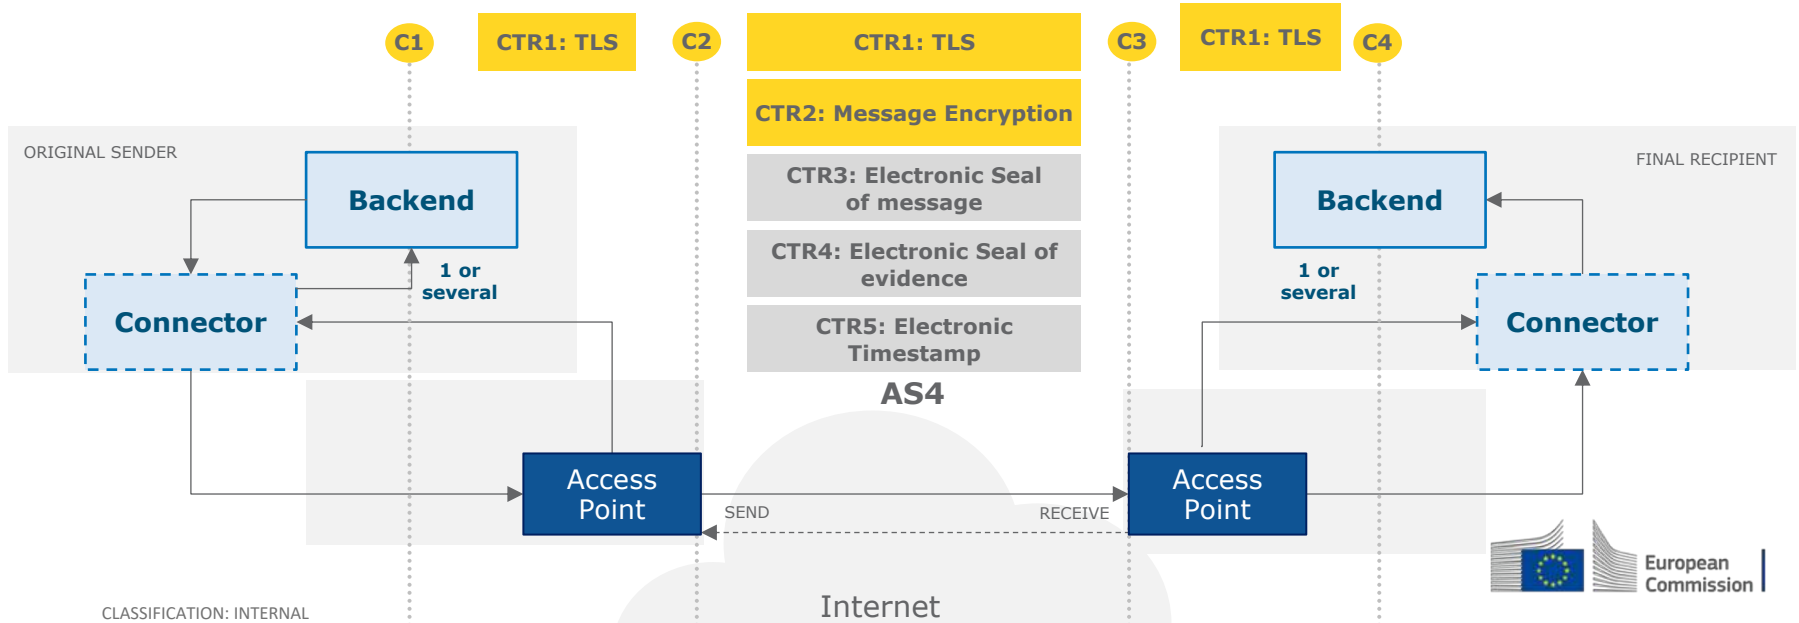 C1
CTR1: TLS
C2
CTR1: TLS
C3
CTR1: TLS
C4
CTR2: Message Encryption
ORIGINAL SENDER
FINAL RECIPIENT
Backend
CTR3: Electronic Seal
of message
Backend
1 or
several
CTR4: Electronic Seal of
evidence
1 or
several
Connector
CTR5: Electronic
Timestamp
Connector
AS4
Access
Point
SEND
RECEIVE
Access
Point
Internet
European
Commission
CLASSIFICATION: INTERNAL